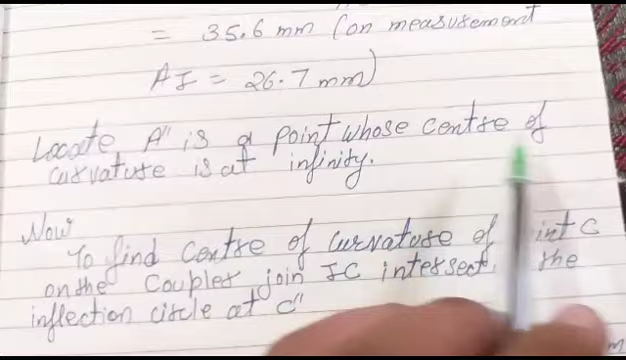 = 35.6 mm (on measurement
AI = 26.7 mm)
Locate A" is a point whose centre of
curvature is at infinity.
Now
To find centre of curvature of int C
on the coupler join IC intersect the
inflection circle at C"
m